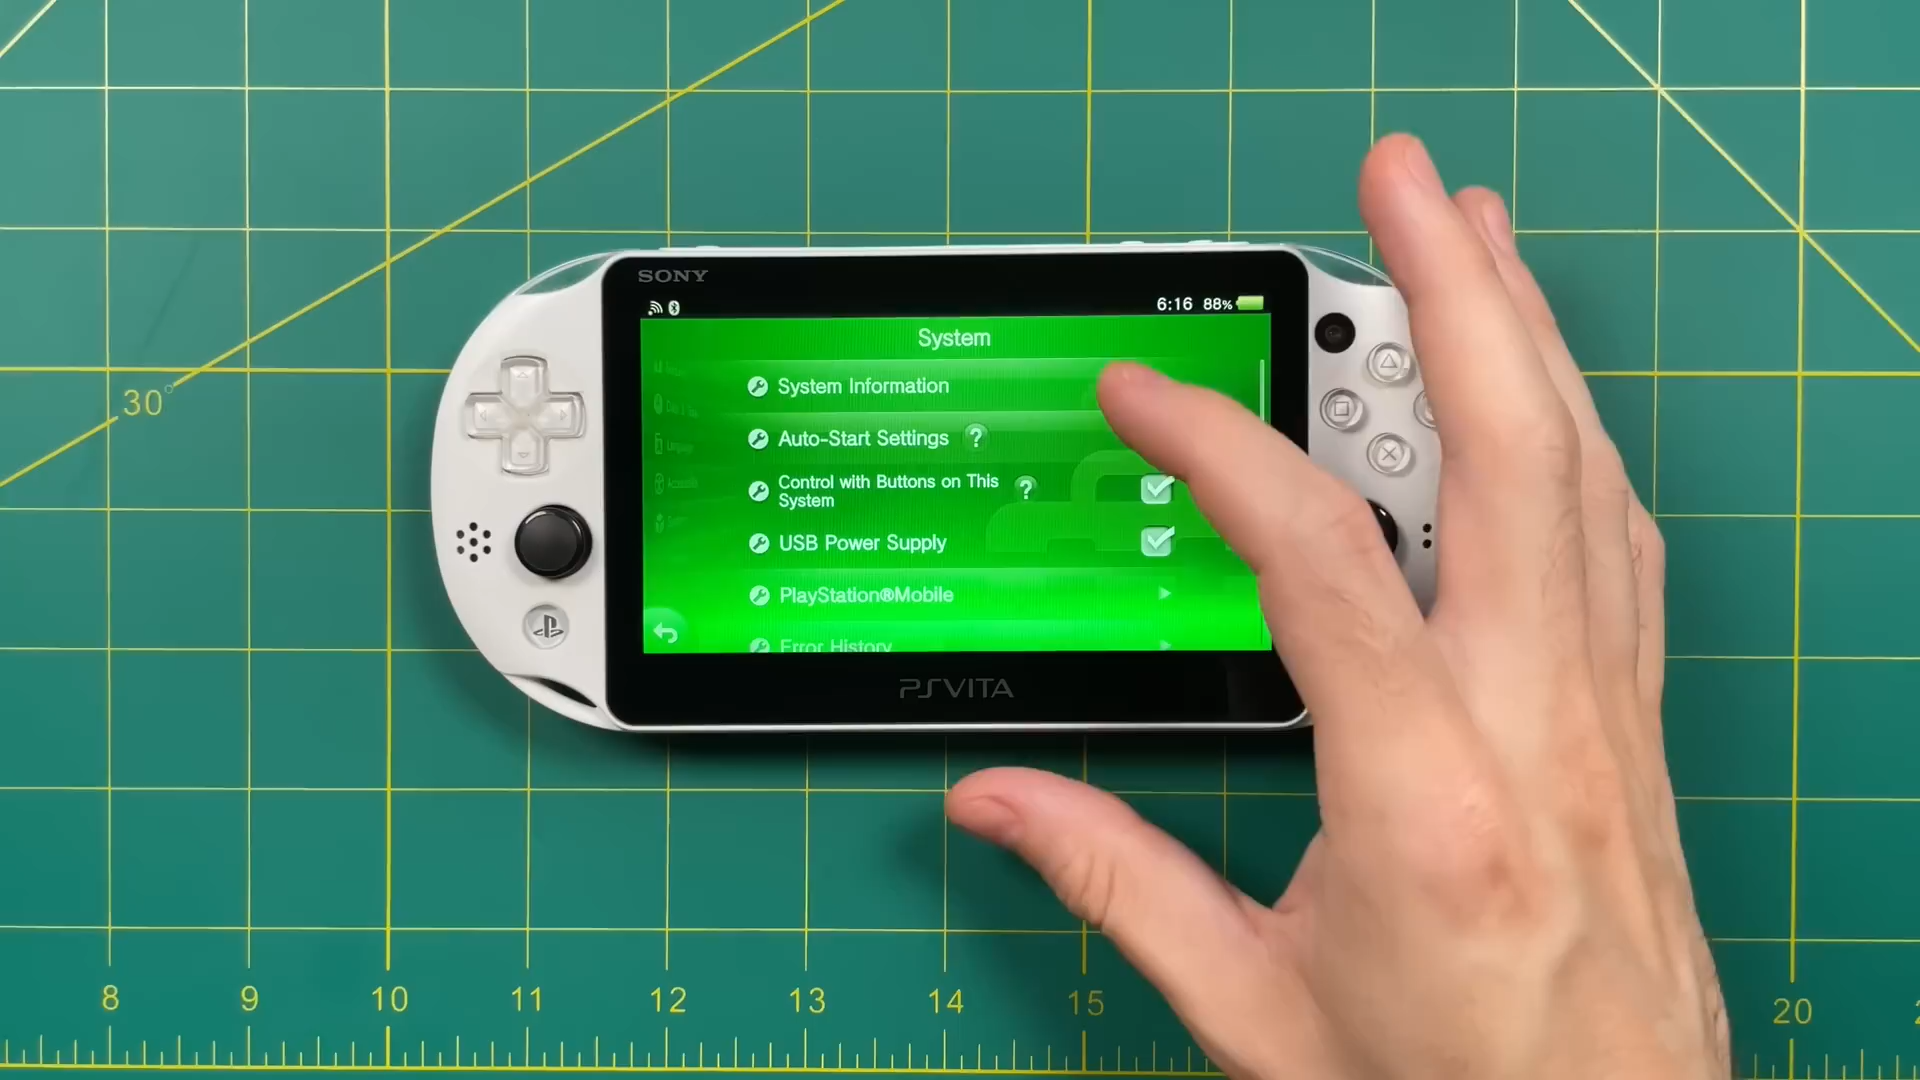 30°
SONY
6:16 88%
System
System Information
Auto-Start Settings ?
Control with Buttons on This
System ?
USB Power Supply
PlayStation®Mobile
Error History
PSVITA
8 9 10 11 12 13 14 15 20